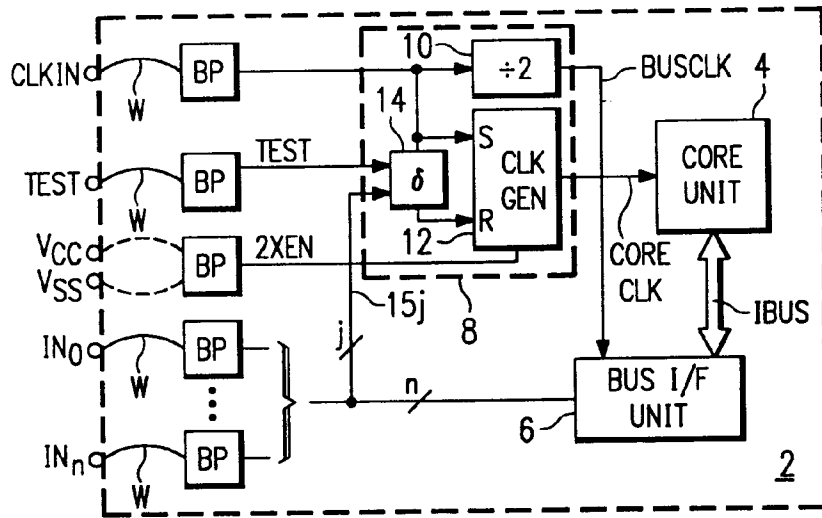 10
÷2
BUSCLK
4
CLKIN
BP
W
14
TEST
δ
S
CLK
GEN
R
12
CORE
UNIT
TEST
BP
W
CORE
CLK
VCC
VSS
BP
2XEN
15j
8
IBUS
IN0
BP
W
j
n
BUS I/F
UNIT
6
INn
BP
W
2